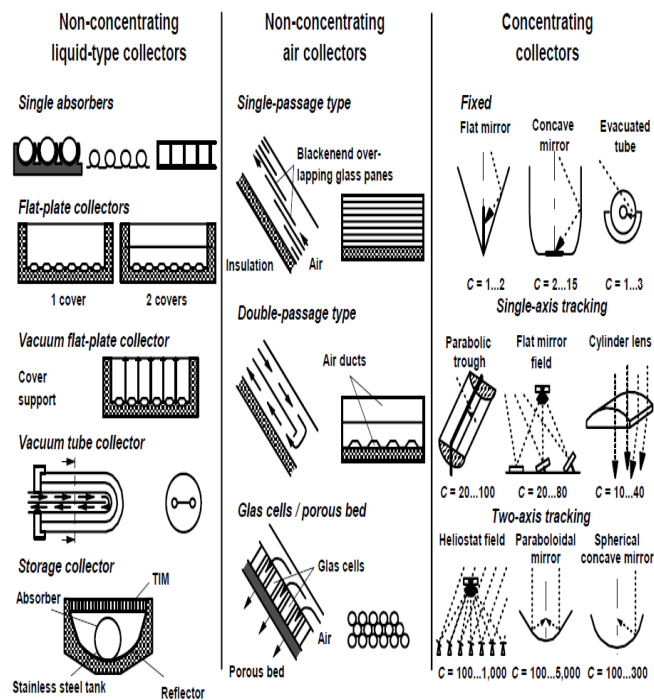 Non-concentrating
liquid-type collectors
Single absorbers
Flat-plate collectors
1 cover
2 covers
Vacuum flat-plate collector
Cover
support
Vacuum tube collector
Storage collector
TIM
Absorber
Stainless steel tank
Reflector
Non-concentrating
air collectors
Single-passage type
Blackenend over-
lapping glass panes
Insulation
Air
Double-passage type
Air ducts
Glas cells / porous bed
Glas cells
Air
Porous bed
Concentrating
collectors
Fixed
Flat mirror
Concave
mirror
Evacuated
tube
C = 1...2
C = 2...15
C = 1...3
Single-axis tracking
Parabolic
trough
Flat mirror
field
Cylinder lens
C = 20...100
C = 20...80
C = 10...40
Two-axis tracking
Heliostat field
Paraboloidal
mirror
Spherical
concave mirror
C = 100...1,000
C = 100...5,000
C = 100...300